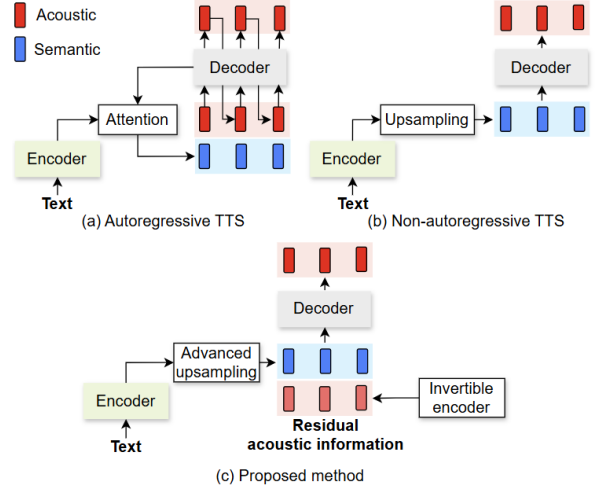 Acoustic
Semantic
Decoder
Attention
Encoder
Text
(a) Autoregressive TTS
Decoder
Upsampling
Encoder
Text
(b) Non-autoregressive TTS
Decoder
Advanced
upsampling
Encoder
Invertible
encoder
Text
Residual
acoustic information
(c) Proposed method